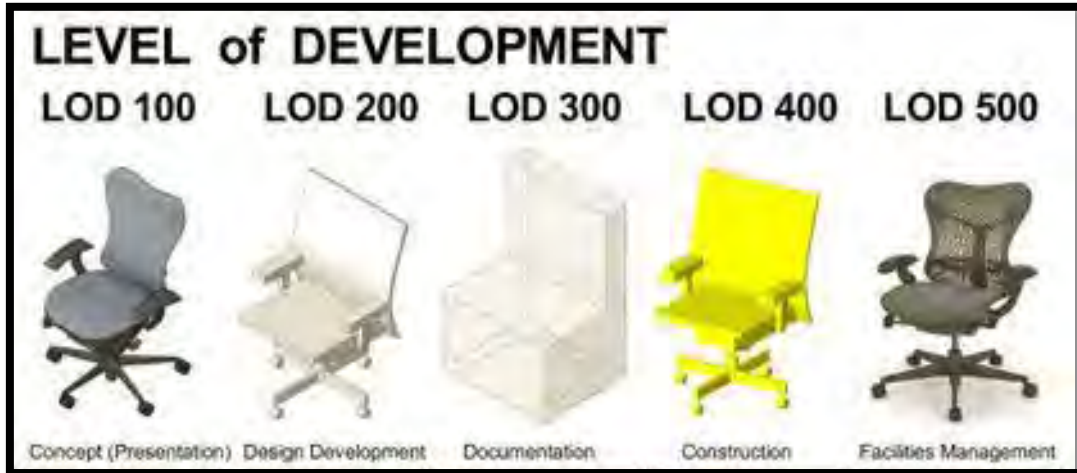 LEVEL of DEVELOPMENT
LOD 100 LOD 200 LOD 300 LOD 400 LOD 500
Concept (Presentation) Design Development Documentation Construction Facilities Management